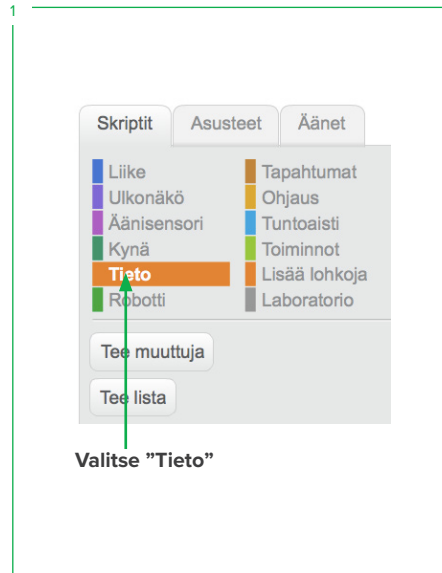 1
Skriptit Asusteet Äänet
Liike Tapahtumat
Ulkonäkö Ohjaus
Äänisensori Tuntoaisti
Kynä Toiminnot
Tieto Lisää lohkoja
Robotti Laboratorio
Tee muuttuja
Tee lista
Valitse ”Tieto”